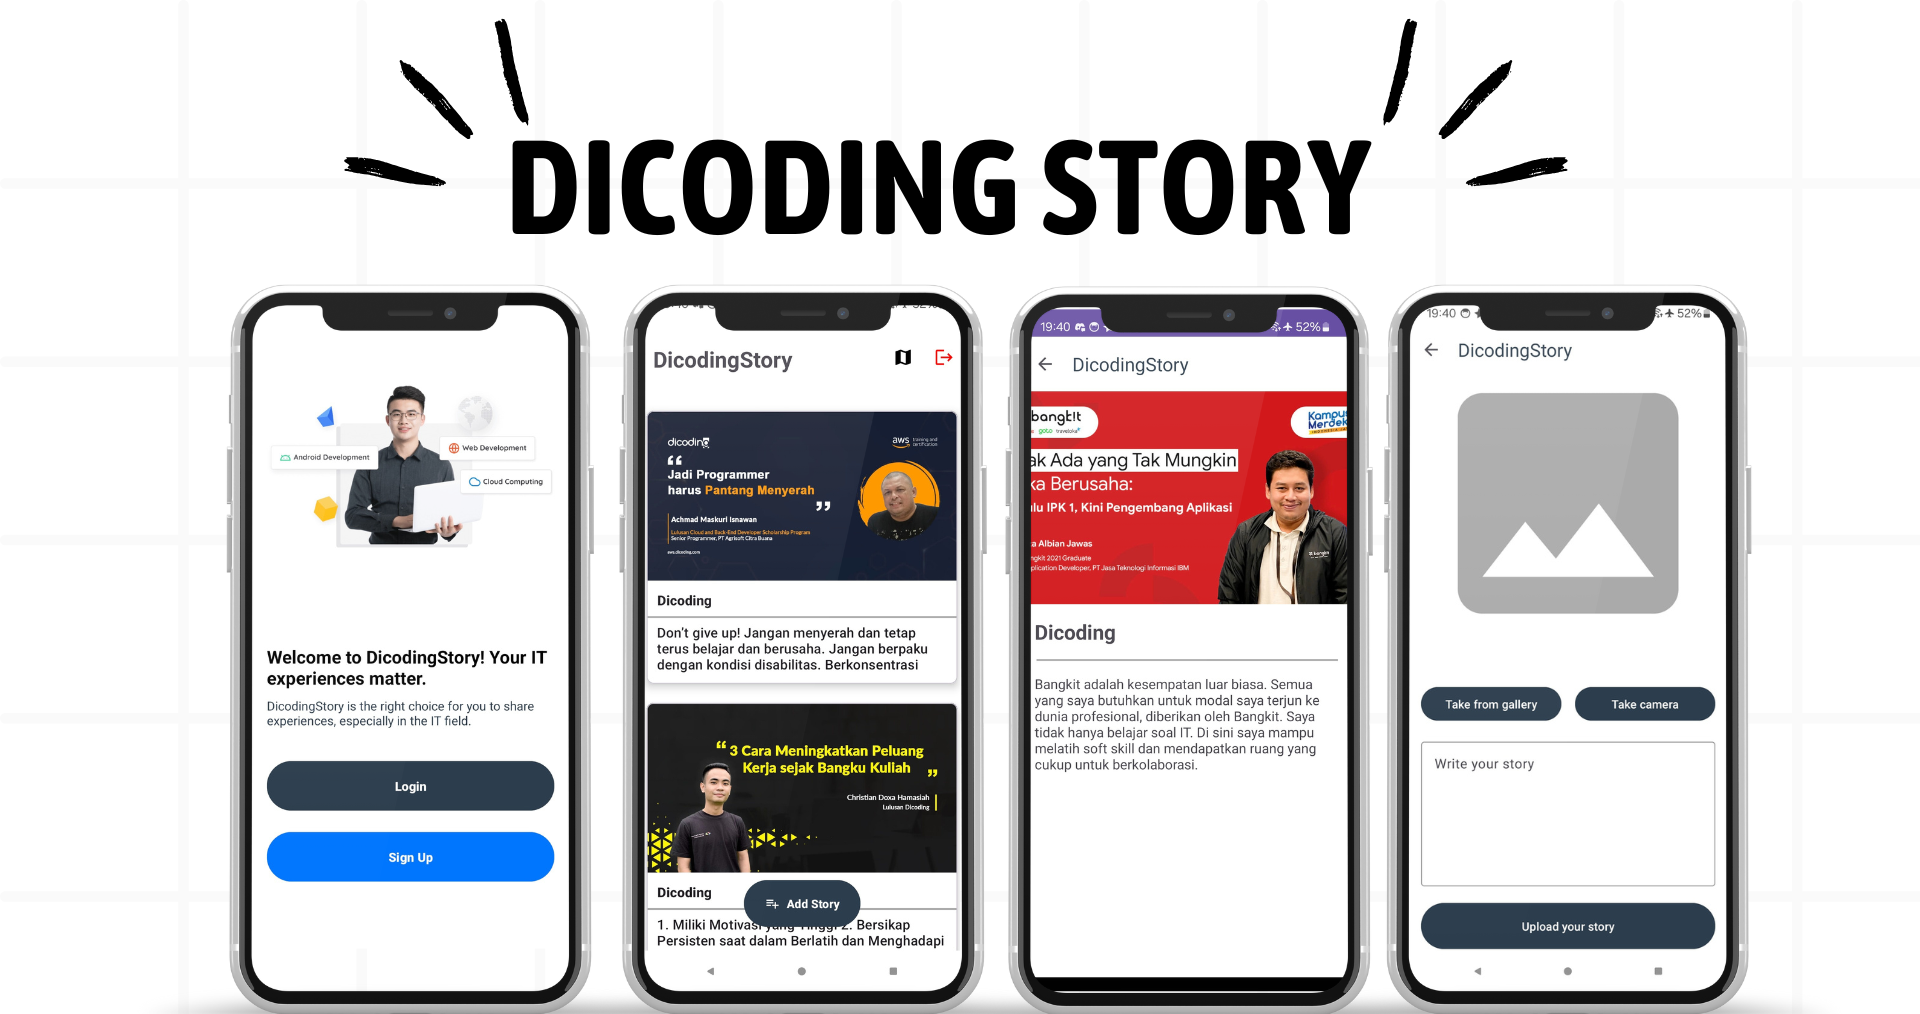 DICODING STORY
Android Development
Web Development
Cloud Computing
Welcome to DicodingStory! Your IT
experiences matter.
DicodingStory is the right choice for you to share
experiences, especially in the IT field.
Login
Sign Up
DicodingStory
dicoding
aws training and
certification
“
Jadi Programmer
harus Pantang Menyerah
”
Achmad Maskuri Isnawan
Lulusan Cloud and Back-End Developer Scholarship Program
Senior Programmer, PT Agrisoft Citra Buana
aws.dicoding.com
Dicoding
Don't give up! Jangan menyerah dan tetap
terus belajar dan berusaha. Jangan berpaku
dengan kondisi disabilitas. Berkonsentrasi
“ 3 Cara Meningkatkan Peluang
Kerja sejak Bangku Kuliah ”
Christian Doxa Hamasiah
Lulusan Dicoding
Dicoding
Add Story
1. Miliki Motivasi yang Tinggi 2. Bersikap
Persisten saat dalam Berlatih dan Menghadapi
19:40 52%
DicodingStory
bangk!t
goto traveloka
Kampus
Merdek
ak Ada yang Tak Mungkin
ka Berusaha:
lu IPK 1, Kini Pengembang Aplikasi
a Albian Jawas
ngkit 2021 Graduate
plication Developer, PT Jasa Teknologi Informasi IBM
Dicoding
Bangkit adalah kesempatan luar biasa. Semua
yang saya butuhkan untuk modal saya terjun ke
dunia profesional, diberikan oleh Bangkit. Saya
tidak hanya belajar soal IT. Di sini saya mampu
melatih soft skill dan mendapatkan ruang yang
cukup untuk berkolaborasi.
19:40 52%
DicodingStory
Take from gallery
Take camera
Write your story
Upload your story